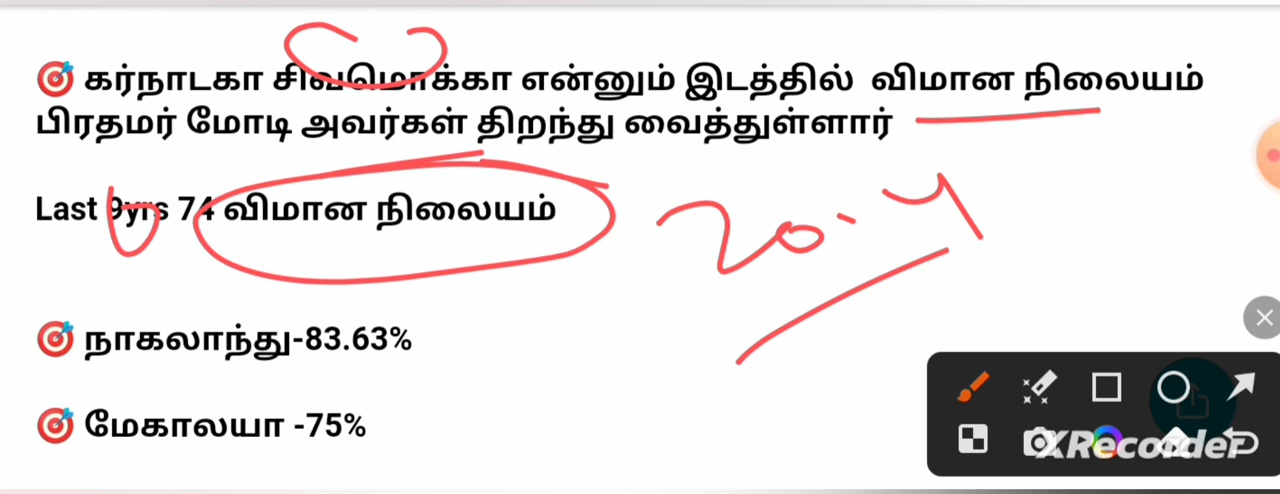 கர்நாடகா சிவமொக்கா என்னும் இடத்தில் விமான நிலையம்
பிரதமர் மோடி அவர்கள் திறந்து வைத்துள்ளார்
Last 9yrs 74 விமான நிலையம்
நாகலாந்து-83.63%
மேகாலயா -75%
XRecorder